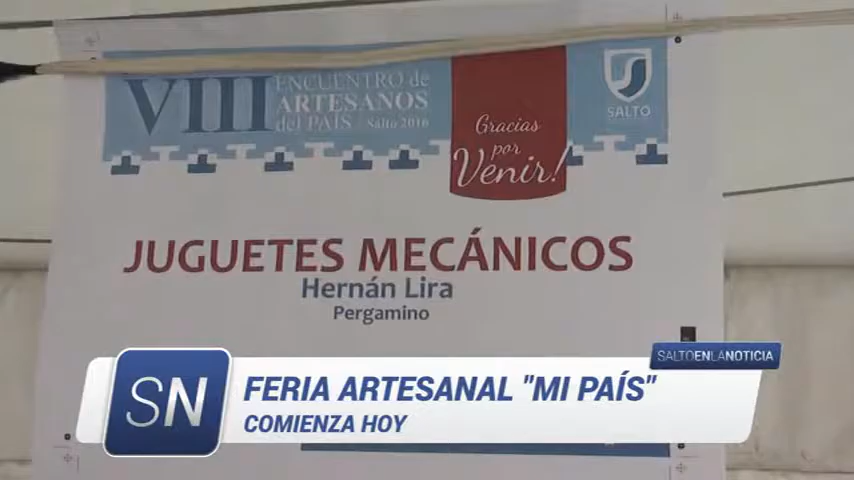 VIII
ENCUENTRO de
ARTESANOS
del PAÍS / Salto 2016
Gracias
por
Venir!
SALTO
JUGUETES MECÁNICOS
Hernán Lira
Pergamino
SALTOENLANOTICIA
SN
FERIA ARTESANAL "MI PAÍS"
COMIENZA HOY